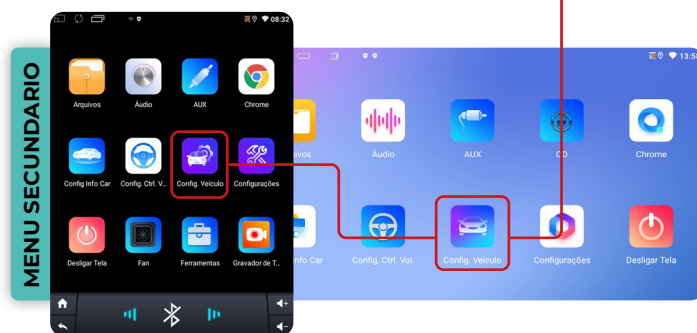 MENU SECUNDARIO
08:32
Arquivos
Áudio
AUX
Chrome
Config Info Car
Config. Ctrl. V...
Config. Veículo
Configurações
Desligar Tela
Fan
Ferramentas
Gravador de T...
13:5
ivos
Áudio
AUX
CD
Chrome
nfo Car
Config. Ctrl. Vol.
Config. Veículo
Configurações
Desligar Tela